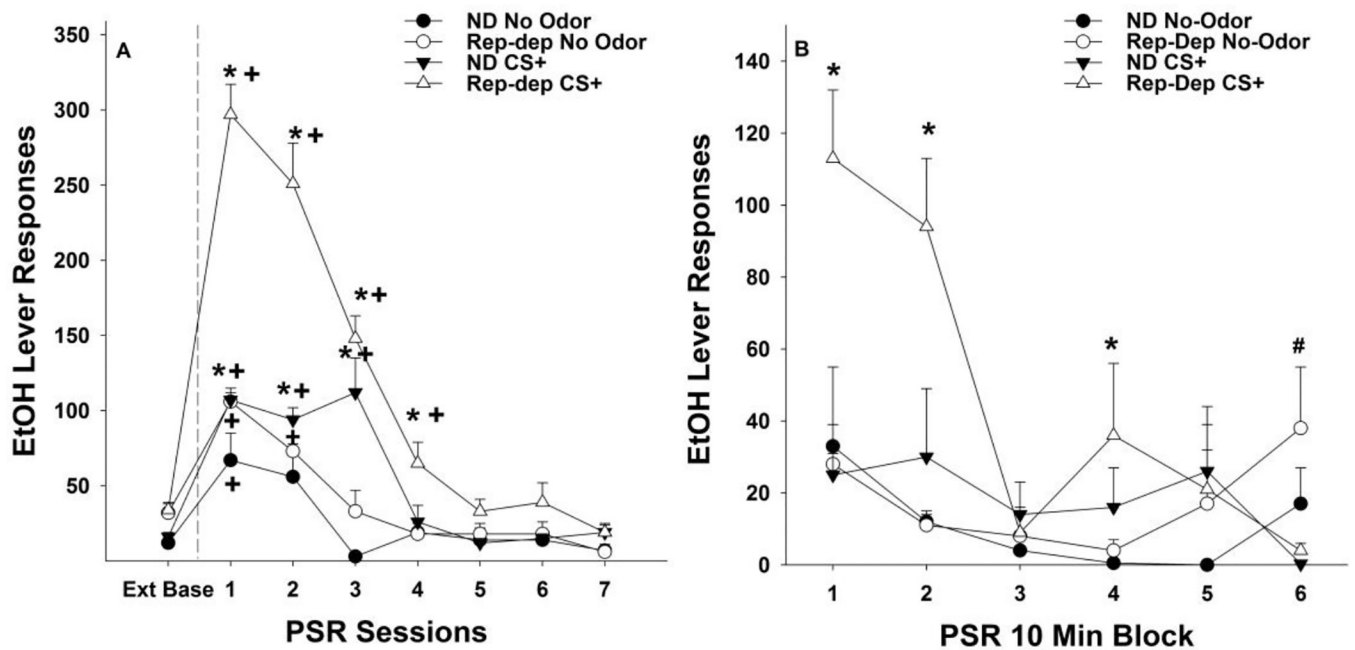 A
ND No Odor
Rep-dep No Odor
ND CS+
Rep-dep CS+
EtOH Lever Responses
350
300
250
200
150
100
50
* +
* +
* +
* +
* +
* +
* +
+
+
+
Ext Base 1 2 3 4 5 6 7
PSR Sessions
B
ND No-Odor
Rep-Dep No-Odor
ND CS+
Rep-Dep CS+
EtOH Lever Responses
140
120
100
80
60
40
20
0
*
*
*
#
1 2 3 4 5 6
PSR 10 Min Block